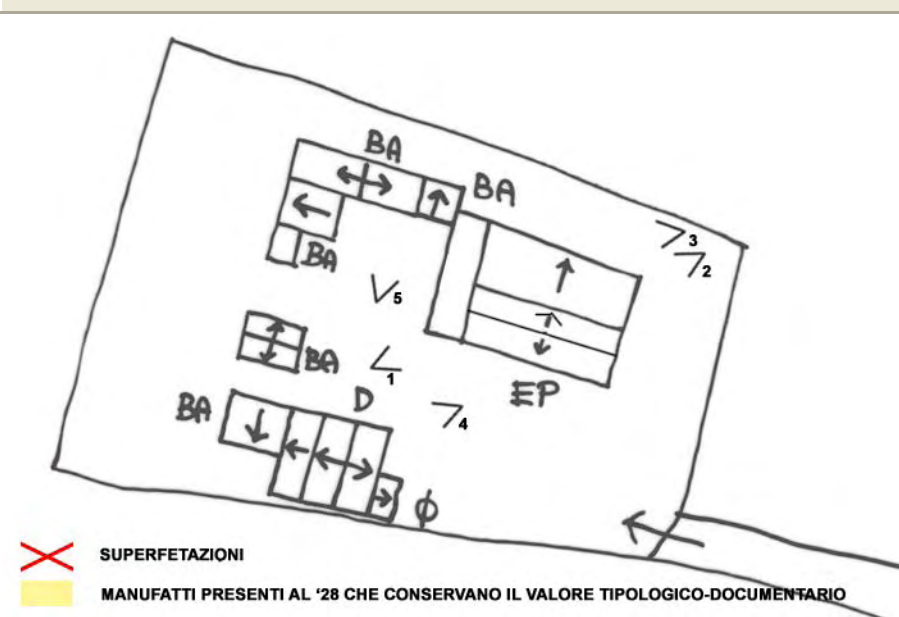 BA
BA
3
2
BA
5
BA
1
EP
D
BA
4
φ
SUPERFETAZIONI
MANUFATTI PRESENTI AL '28 CHE CONSERVANO IL VALORE TIPOLOGICO-DOCUMENTARIO